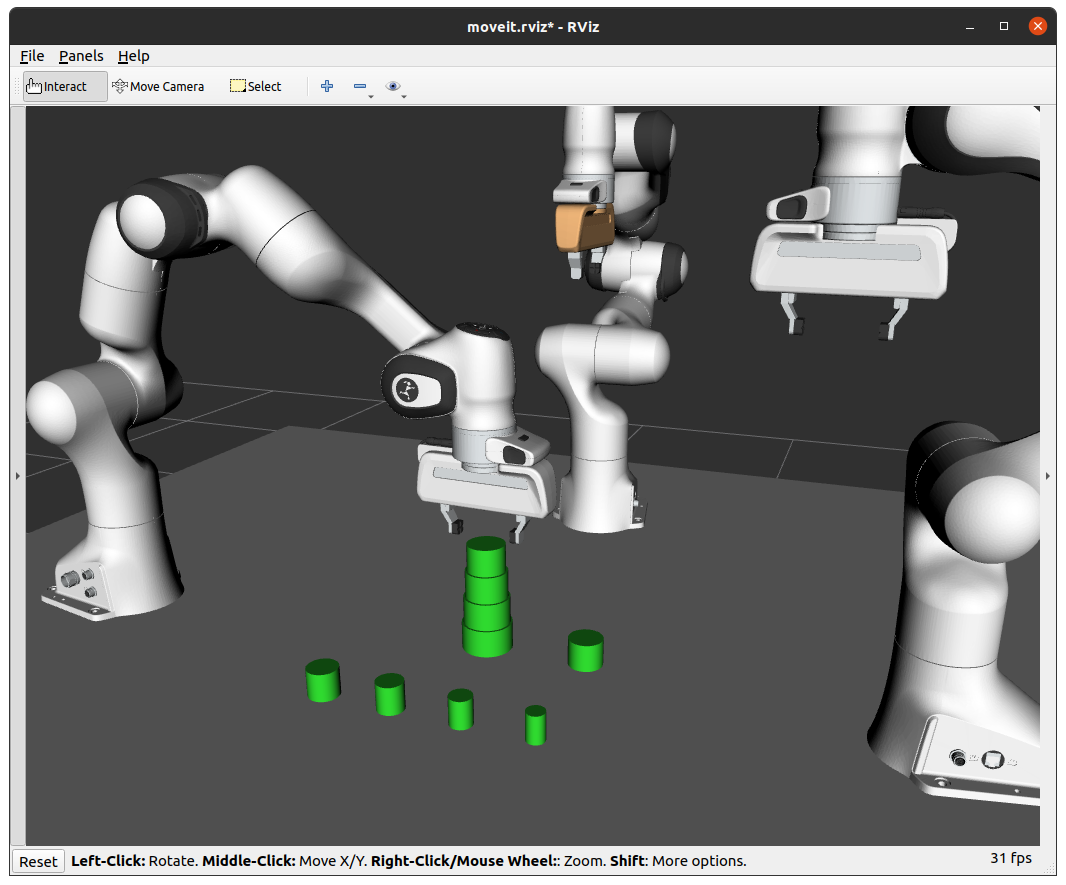 moveit.rviz* - RViz
File Panels Help
Interact Move Camera Select
Reset Left-Click: Rotate. Middle-Click: Move X/Y. Right-Click/Mouse Wheel:: Zoom. Shift: More options. 31 fps